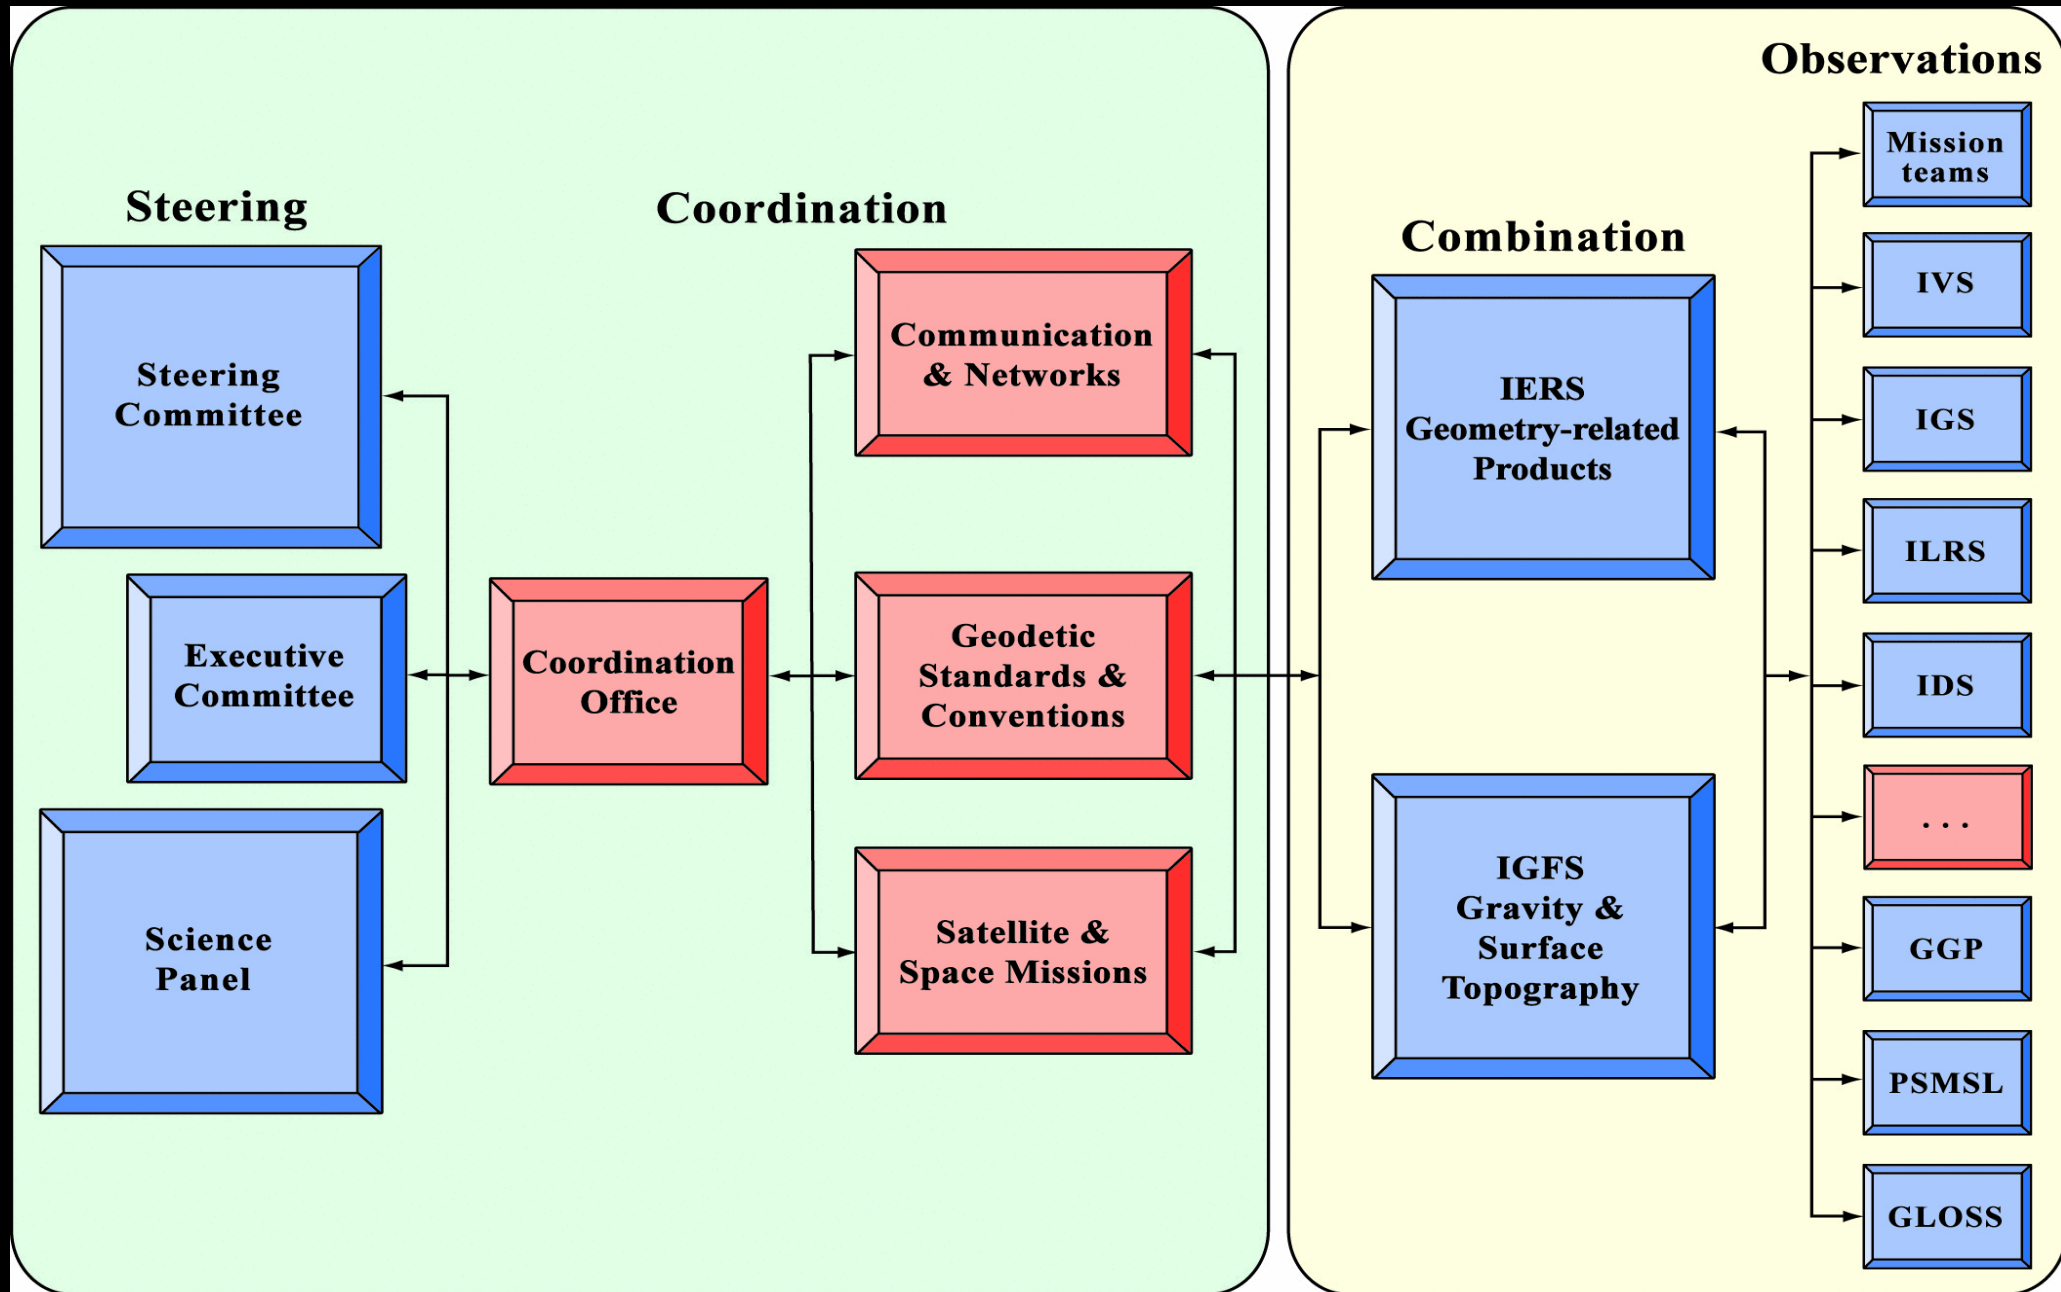 Steering
Steering
Committee
Executive
Committee
Science
Panel
Coordination
Coordination
Office
Communication
& Networks
Geodetic
Standards &
Conventions
Satellite &
Space Missions
Combination
IERS
Geometry-related
Products
IGFS
Gravity &
Surface
Topography
Observations
Mission
teams
IVS
IGS
ILRS
IDS
. . .
GGP
PSMSL
GLOSS